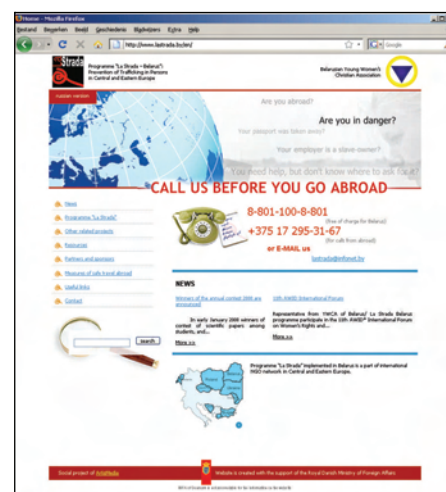 Home - Mozilla Firefox
Bestand Bewerken Beeld Geschiedenis Bladwijzers Extra Help
http://www.lastrada.by/en/
Google
Strada
Programme "La Strada - Belarus":
Prevention of Trafficking in Persons
in Central and Eastern Europe
Belarusian Young Women's
Christian Association
russian version
Are you abroad?
Are you in danger?
Your passport was taken away?
Your employer is a slave-owner?
You need help, but don't know where to ask for it?
CALL US BEFORE YOU GO ABROAD
8-801-100-8-801
(free of charge for Belarus)
+375 17 295-31-67
(for calls from abroad)
or E-MAIL us
lastrada@infonet.by
News
Programme "La Strada"
Other related projects
Resources
Partners and sponsors
Measures of safe travel abroad
Useful links
Contact
search
NEWS
Winners of the annual contest 2008 are
announced
In early January 2008 winners of
contest of scientific papers among
students, and...
More >>
11th AWID International Forum
Representative from YWCA of Belarus/ La Strada Belarus
programme participate in the 11th AWID' International Forum
on Women's Rights and...
More >>
Programme "La Strada" implemented in Belarus is a part of international
NGO network in Central and Eastern Europe.
Social project of
Website is created with the support of the Royal Danish Ministry of Foreign Affairs